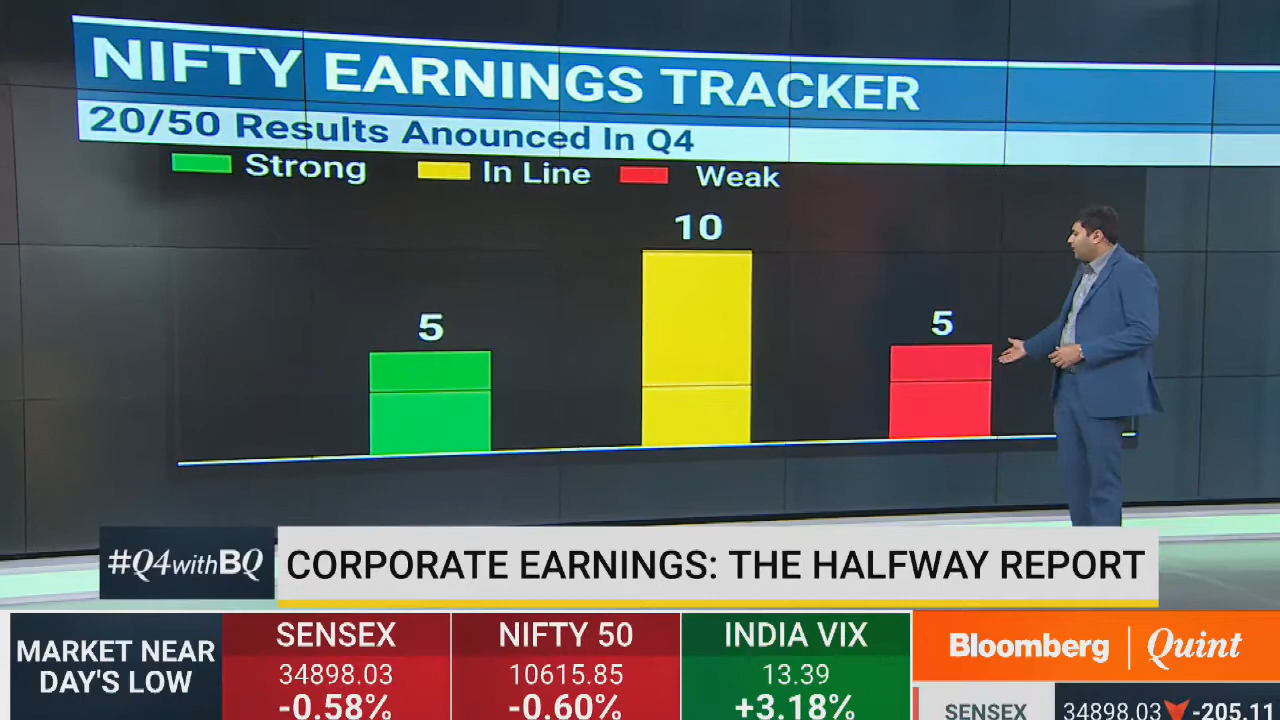 NIFTY EARNINGS TRACKER
20/50 Results Anounced In Q4
Strong
In Line
Weak
5
10
5
#Q4withBQ
CORPORATE EARNINGS: THE HALFWAY REPORT
MARKET NEAR
DAY'S LOW
SENSEX
34898.03
-0.58%
NIFTY 50
10615.85
-0.60%
INDIA VIX
13.39
+3.18%
Bloomberg | Quint
SENSEX
34898.03
-205.11